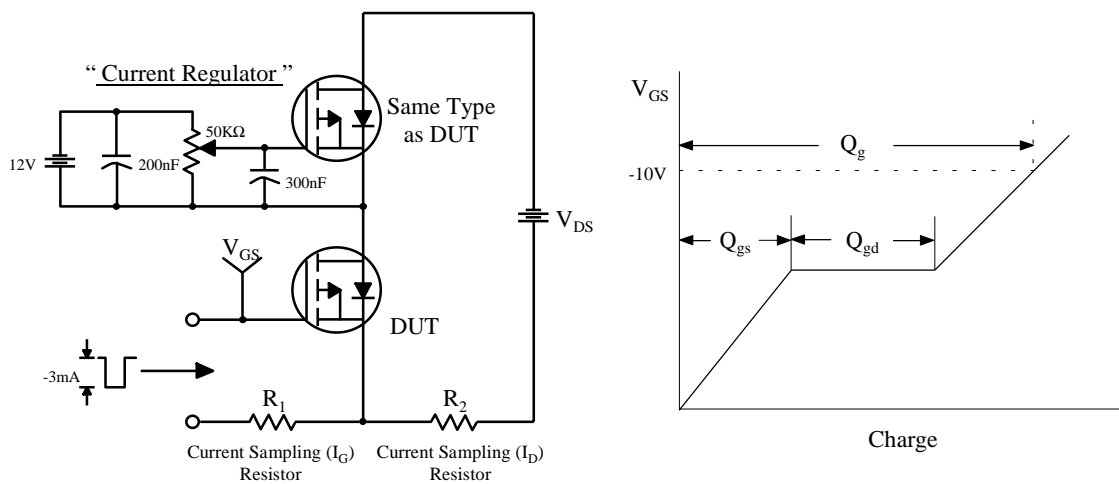 “ Current Regulator ”
12V
200nF
50KΩ
300nF
Same Type
as DUT
V_DS
V_GS
DUT
-3mA
R_1
R_2
Current Sampling (I_G)
Resistor
Current Sampling (I_D)
Resistor
V_GS
Q_g
-10V
Q_gs
Q_gd
Charge